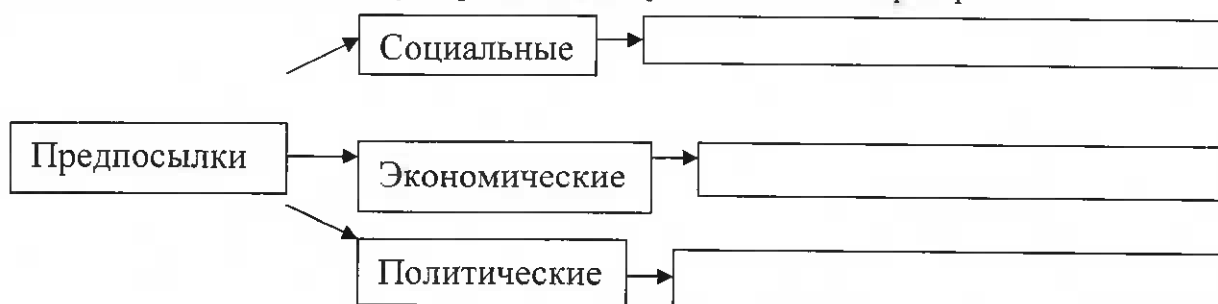 Социальные
Предпосылки
Экономические
Политические